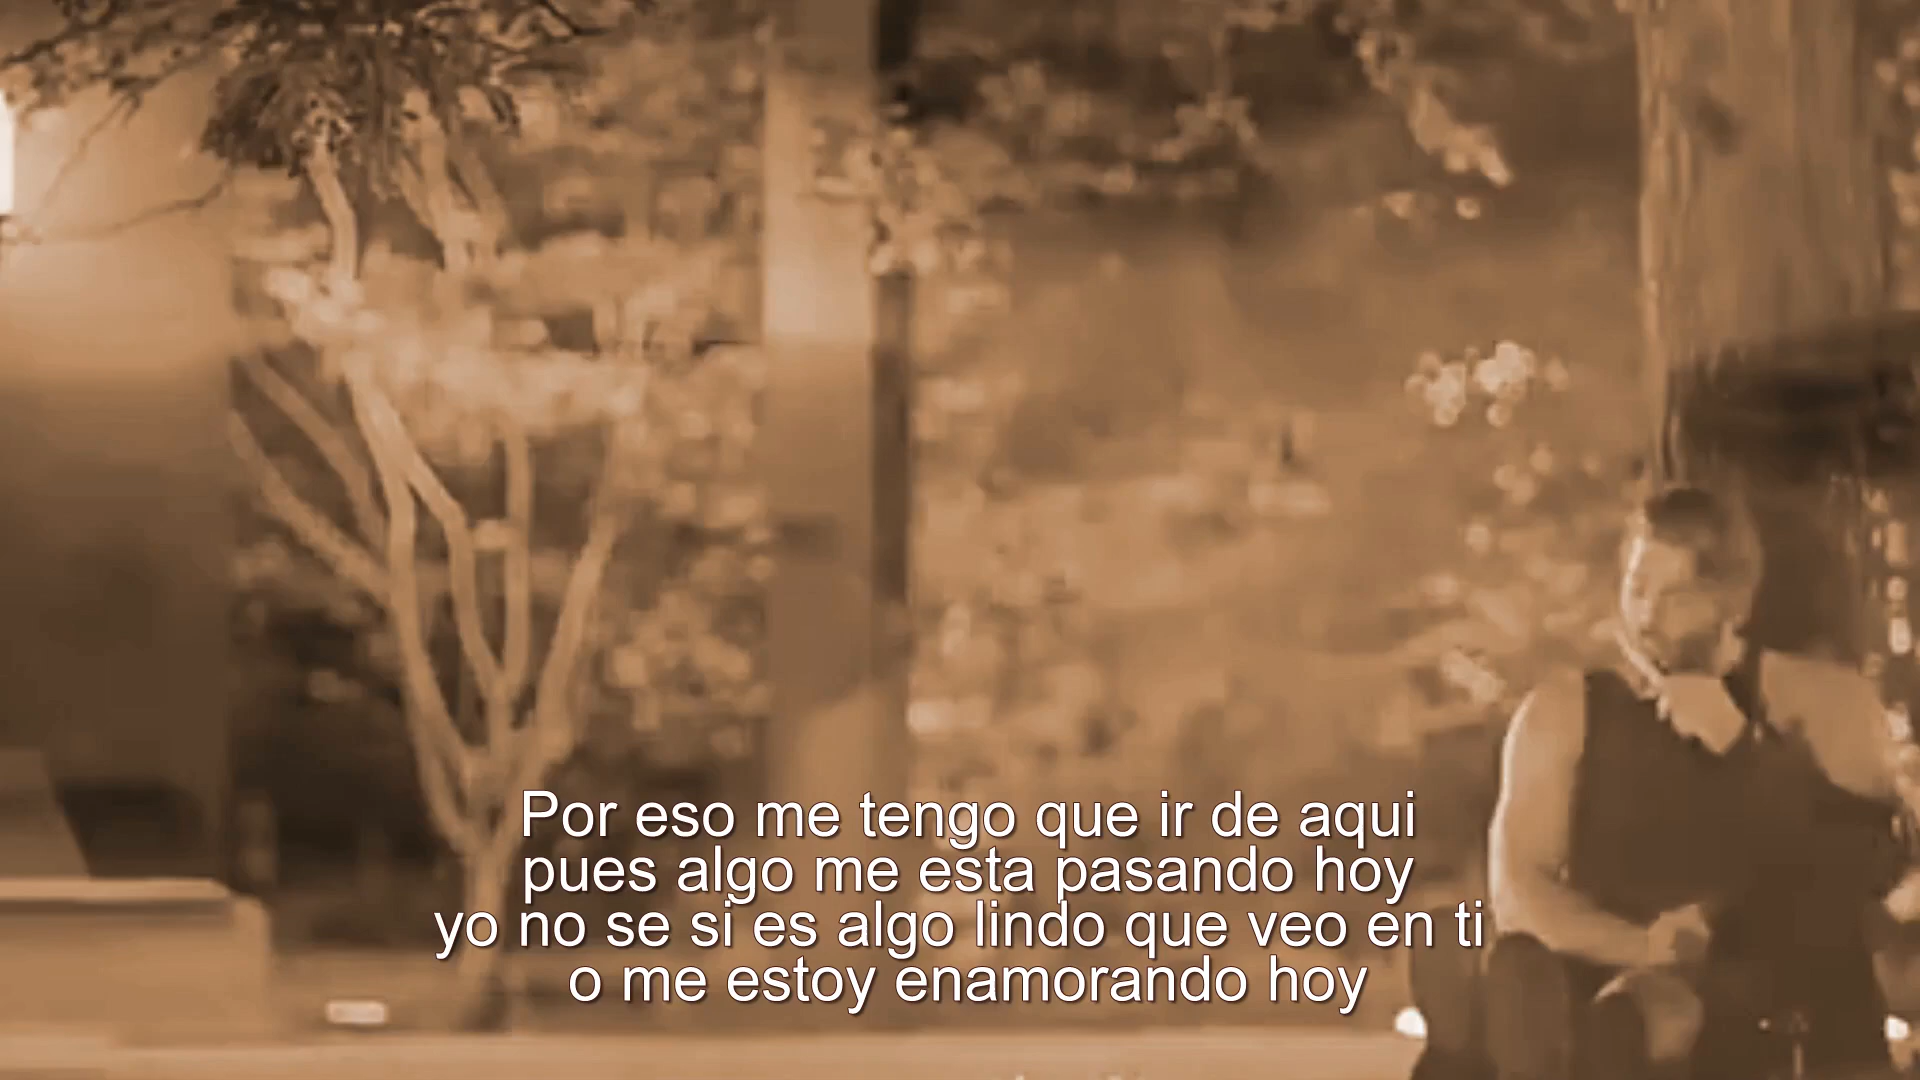 Por eso me tengo que ir de aqui
pues algo me esta pasando hoy
yo no se si es algo lindo que veo en ti
o me estoy enamorando hoy